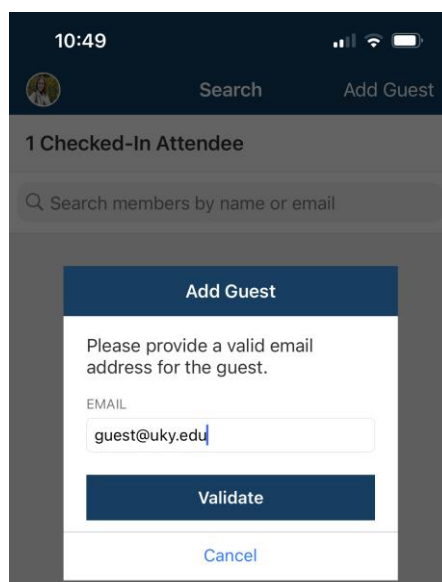 10:49
Search
Add Guest
1 Checked-In Attendee
Search members by name or email
Add Guest
Please provide a valid email
address for the guest.
EMAIL
guest@uky.edu
Validate
Cancel